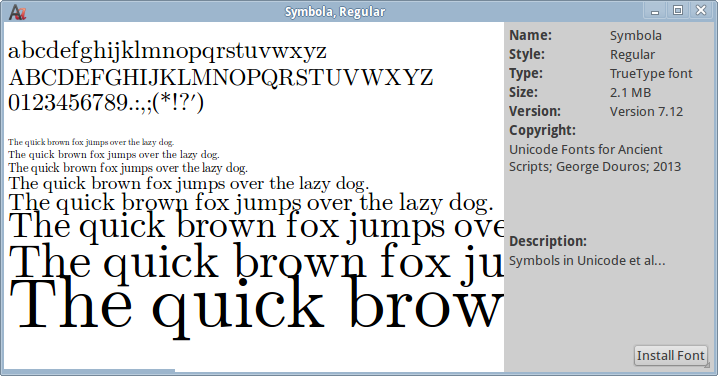 Symbola, Regular
abcdefghijklmnopqrstuvwxyz
ABCDEFGHIJKLMNOPQRSTUVWXYZ
0123456789.:,;(*!?′)
The quick brown fox jumps over the lazy dog.
The quick brown fox jumps over the lazy dog.
The quick brown fox jumps over the lazy dog.
The quick brown fox jumps over the lazy dog.
The quick brown fox jumps over the lazy dog.
The quick brown fox jumps ove
The quick brown fox ju
The quick brow
Name: Symbola
Style: Regular
Type: TrueType font
Size: 2.1 MB
Version: Version 7.12
Copyright:
Unicode Fonts for Ancient
Scripts; George Douros; 2013
Description:
Symbols in Unicode et al...
Install Font